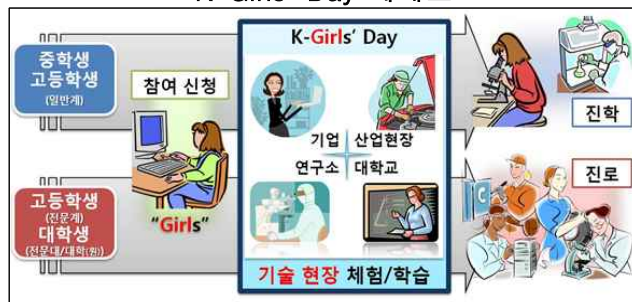 K-Girls' Day
중학생
고등학생
(일반계)
참여 신청
기업 산업현장
연구소 대학교
진학
고등학생
(전문계)
대학생
(전문대/대학(원))
"Girls"
진로
기술 현장 체험/학습